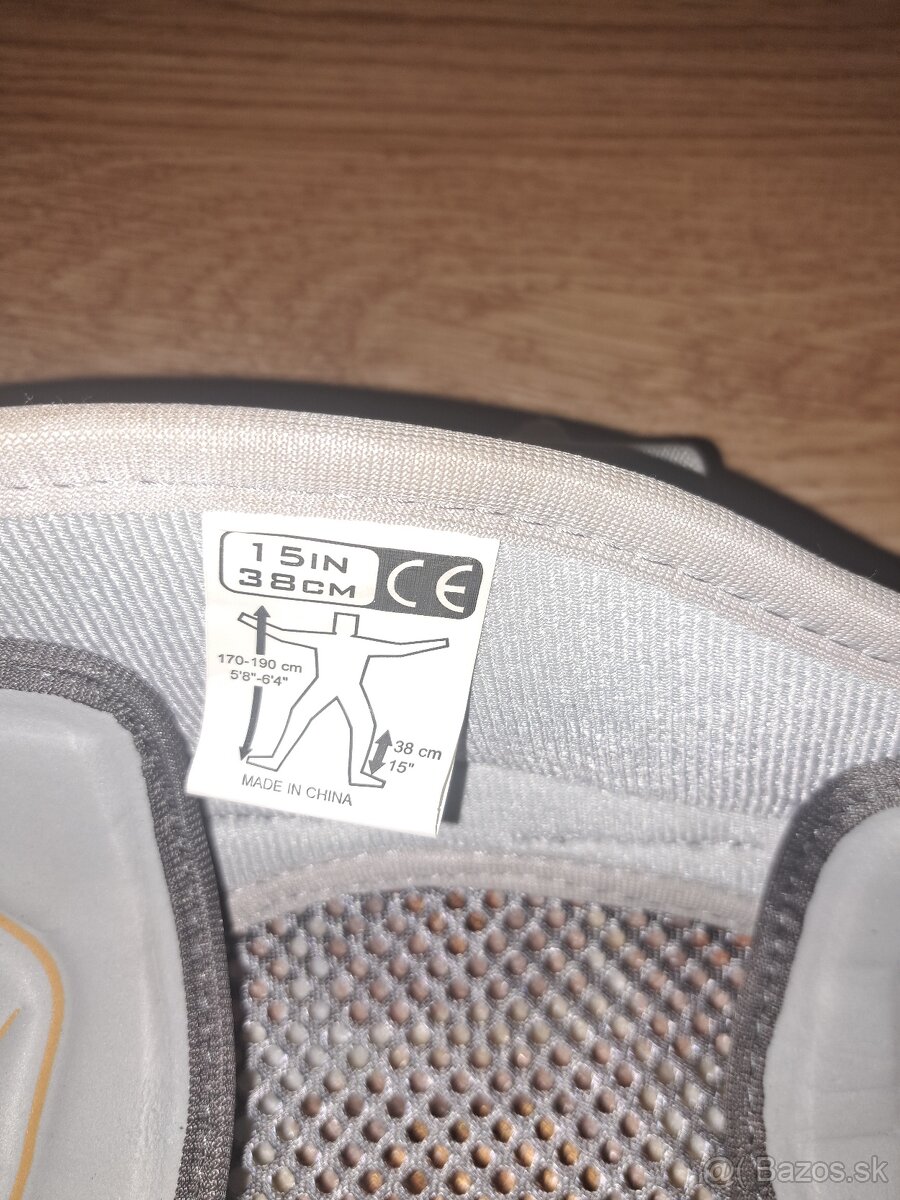 15IN
38CM
CE
170-190 cm
5'8"-6'4"
38 cm
15"
MADE IN CHINA
@( Bazos.sk